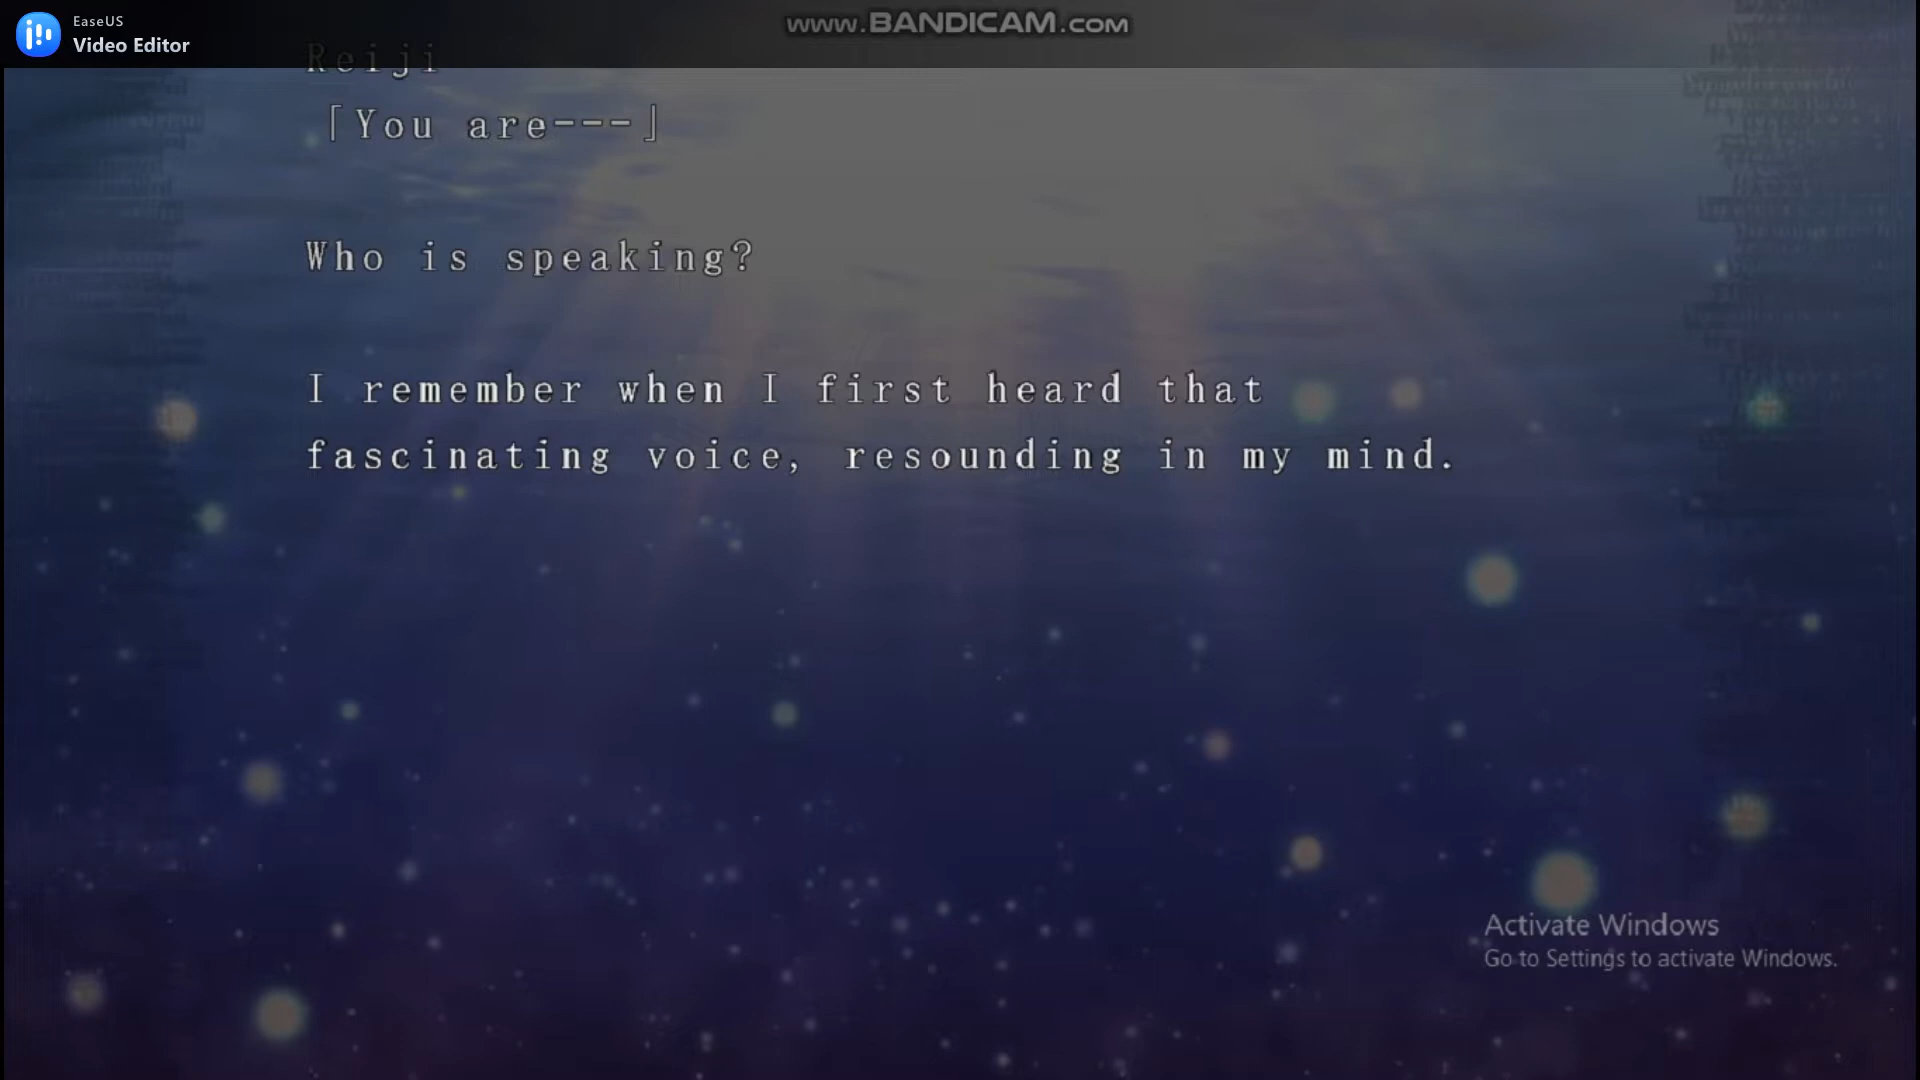 EaseUS
Video Editor
www.BANDICAM.com
Reiji
「You are---」
Who is speaking?
I remember when I first heard that
fascinating voice, resounding in my mind.
Activate Windows
Go to Settings to activate Windows.